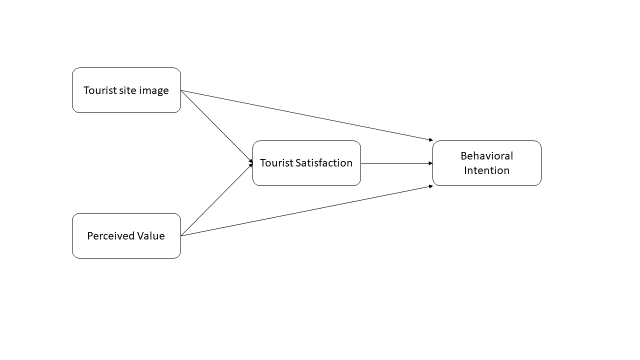 Tourist site image
Tourist Satisfaction
Behavioral
Intention
Perceived Value